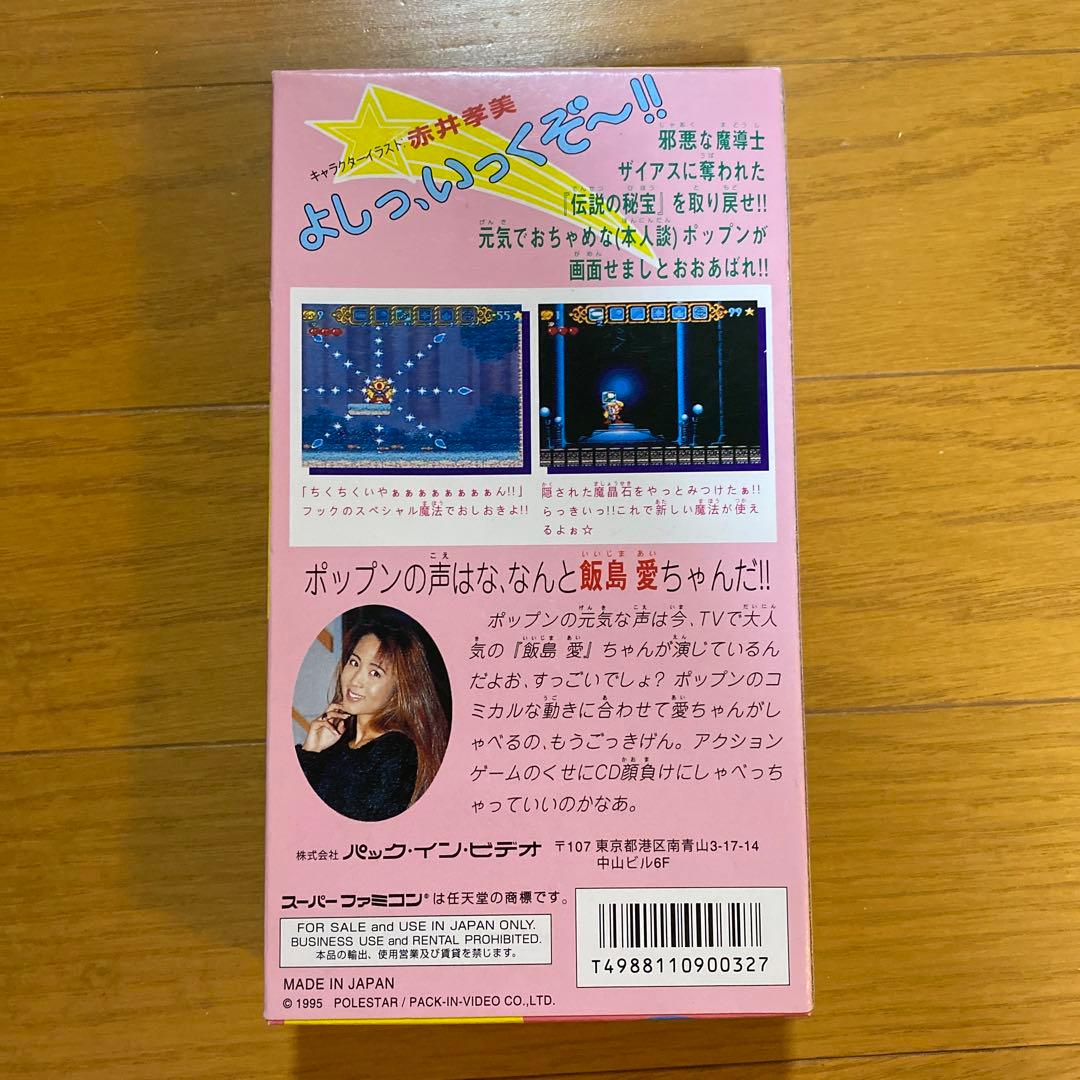 キャラクターイラスト・赤井孝美
よしっ、いっくぞ〜!!
邪悪な魔導士
ザイアスに奪われた
『伝説の秘宝』を取り戻せ!!
元気でおちゃめな(本人談)ポップンが
画面せましとおおあばれ!!
9
55
1
99
「ちくちくいやぁぁぁぁぁぁぁぁん!!」
フックのスペシャル魔法でおしおきよ!!
隠された魔晶石をやっとみつけたぁ!!
らっきいっ!!これで新しい魔法が使え
るよぉ☆
ポップンの声はな、なんと飯島 愛ちゃんだ!!
ポップンの元気な声は今、TVで大人
気の『飯島 愛』ちゃんが演じているん
だよお、すっごいでしょ? ポップンのコ
ミカルな動きに合わせて愛ちゃんがし
ゃべるの、もうごっきげん。アクション
ゲームのくせにCD顔負けにしゃべっち
ゃっていいのかなあ。
株式会社 パック・イン・ビデオ 〒107 東京都港区南青山3-17-14
中山ビル6F
スーパーファミコン®は任天堂の商標です。
FOR SALE and USE IN JAPAN ONLY.
BUSINESS USE and RENTAL PROHIBITED.
本品の輸出、使用営業及び賃貸を禁じます。
T4988110900327
MADE IN JAPAN
© 1995 POLESTAR / PACK-IN-VIDEO CO.,LTD.